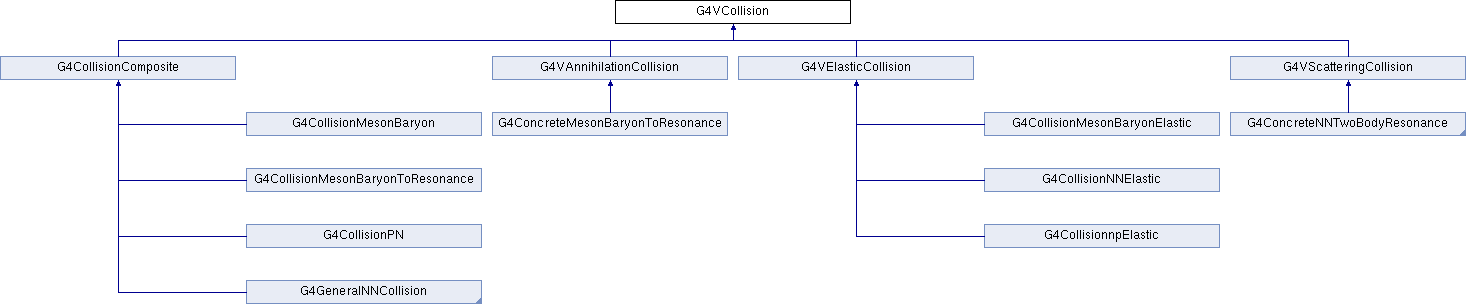 G4VCollision
G4CollisionComposite G4VAnnihilationCollision G4VElasticCollision G4VScatteringCollision
G4CollisionMesonBaryon G4ConcreteMesonBaryonToResonance G4CollisionMesonBaryonElastic G4ConcreteNNTwoBodyResonance
G4CollisionMesonBaryonToResonance G4CollisionNNElastic
G4CollisionPN G4CollisionnpElastic
G4GeneralNNCollision